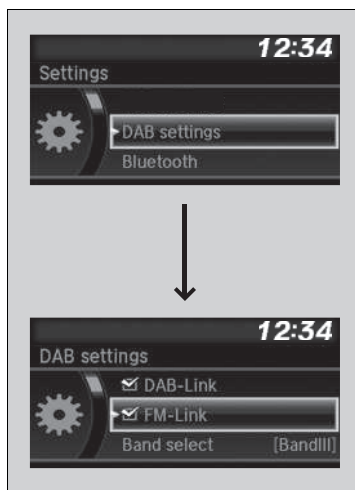 12:34
Settings
DAB settings
Bluetooth
12:34
DAB settings
DAB-Link
FM-Link
Band select [BandIII]